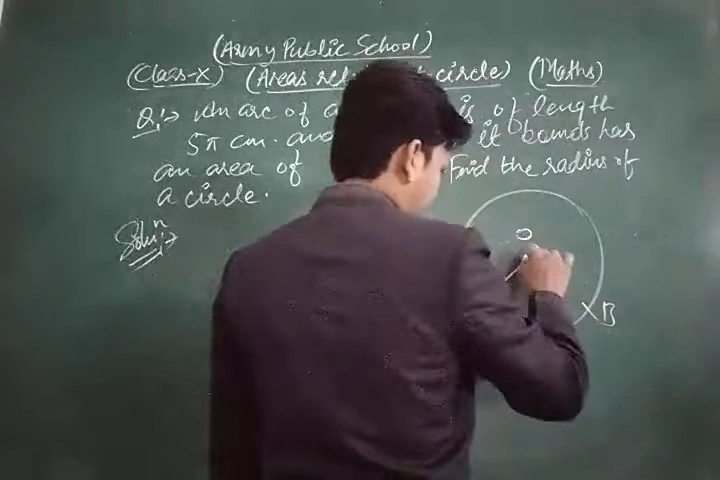 (Army Public School)
(Class-X) (Areas rel circle) (Maths)
Q.1:> An arc of a is of length
5π cm. and it bounds has
an area of Find the radius of
a circle.
Solun:>
O
B